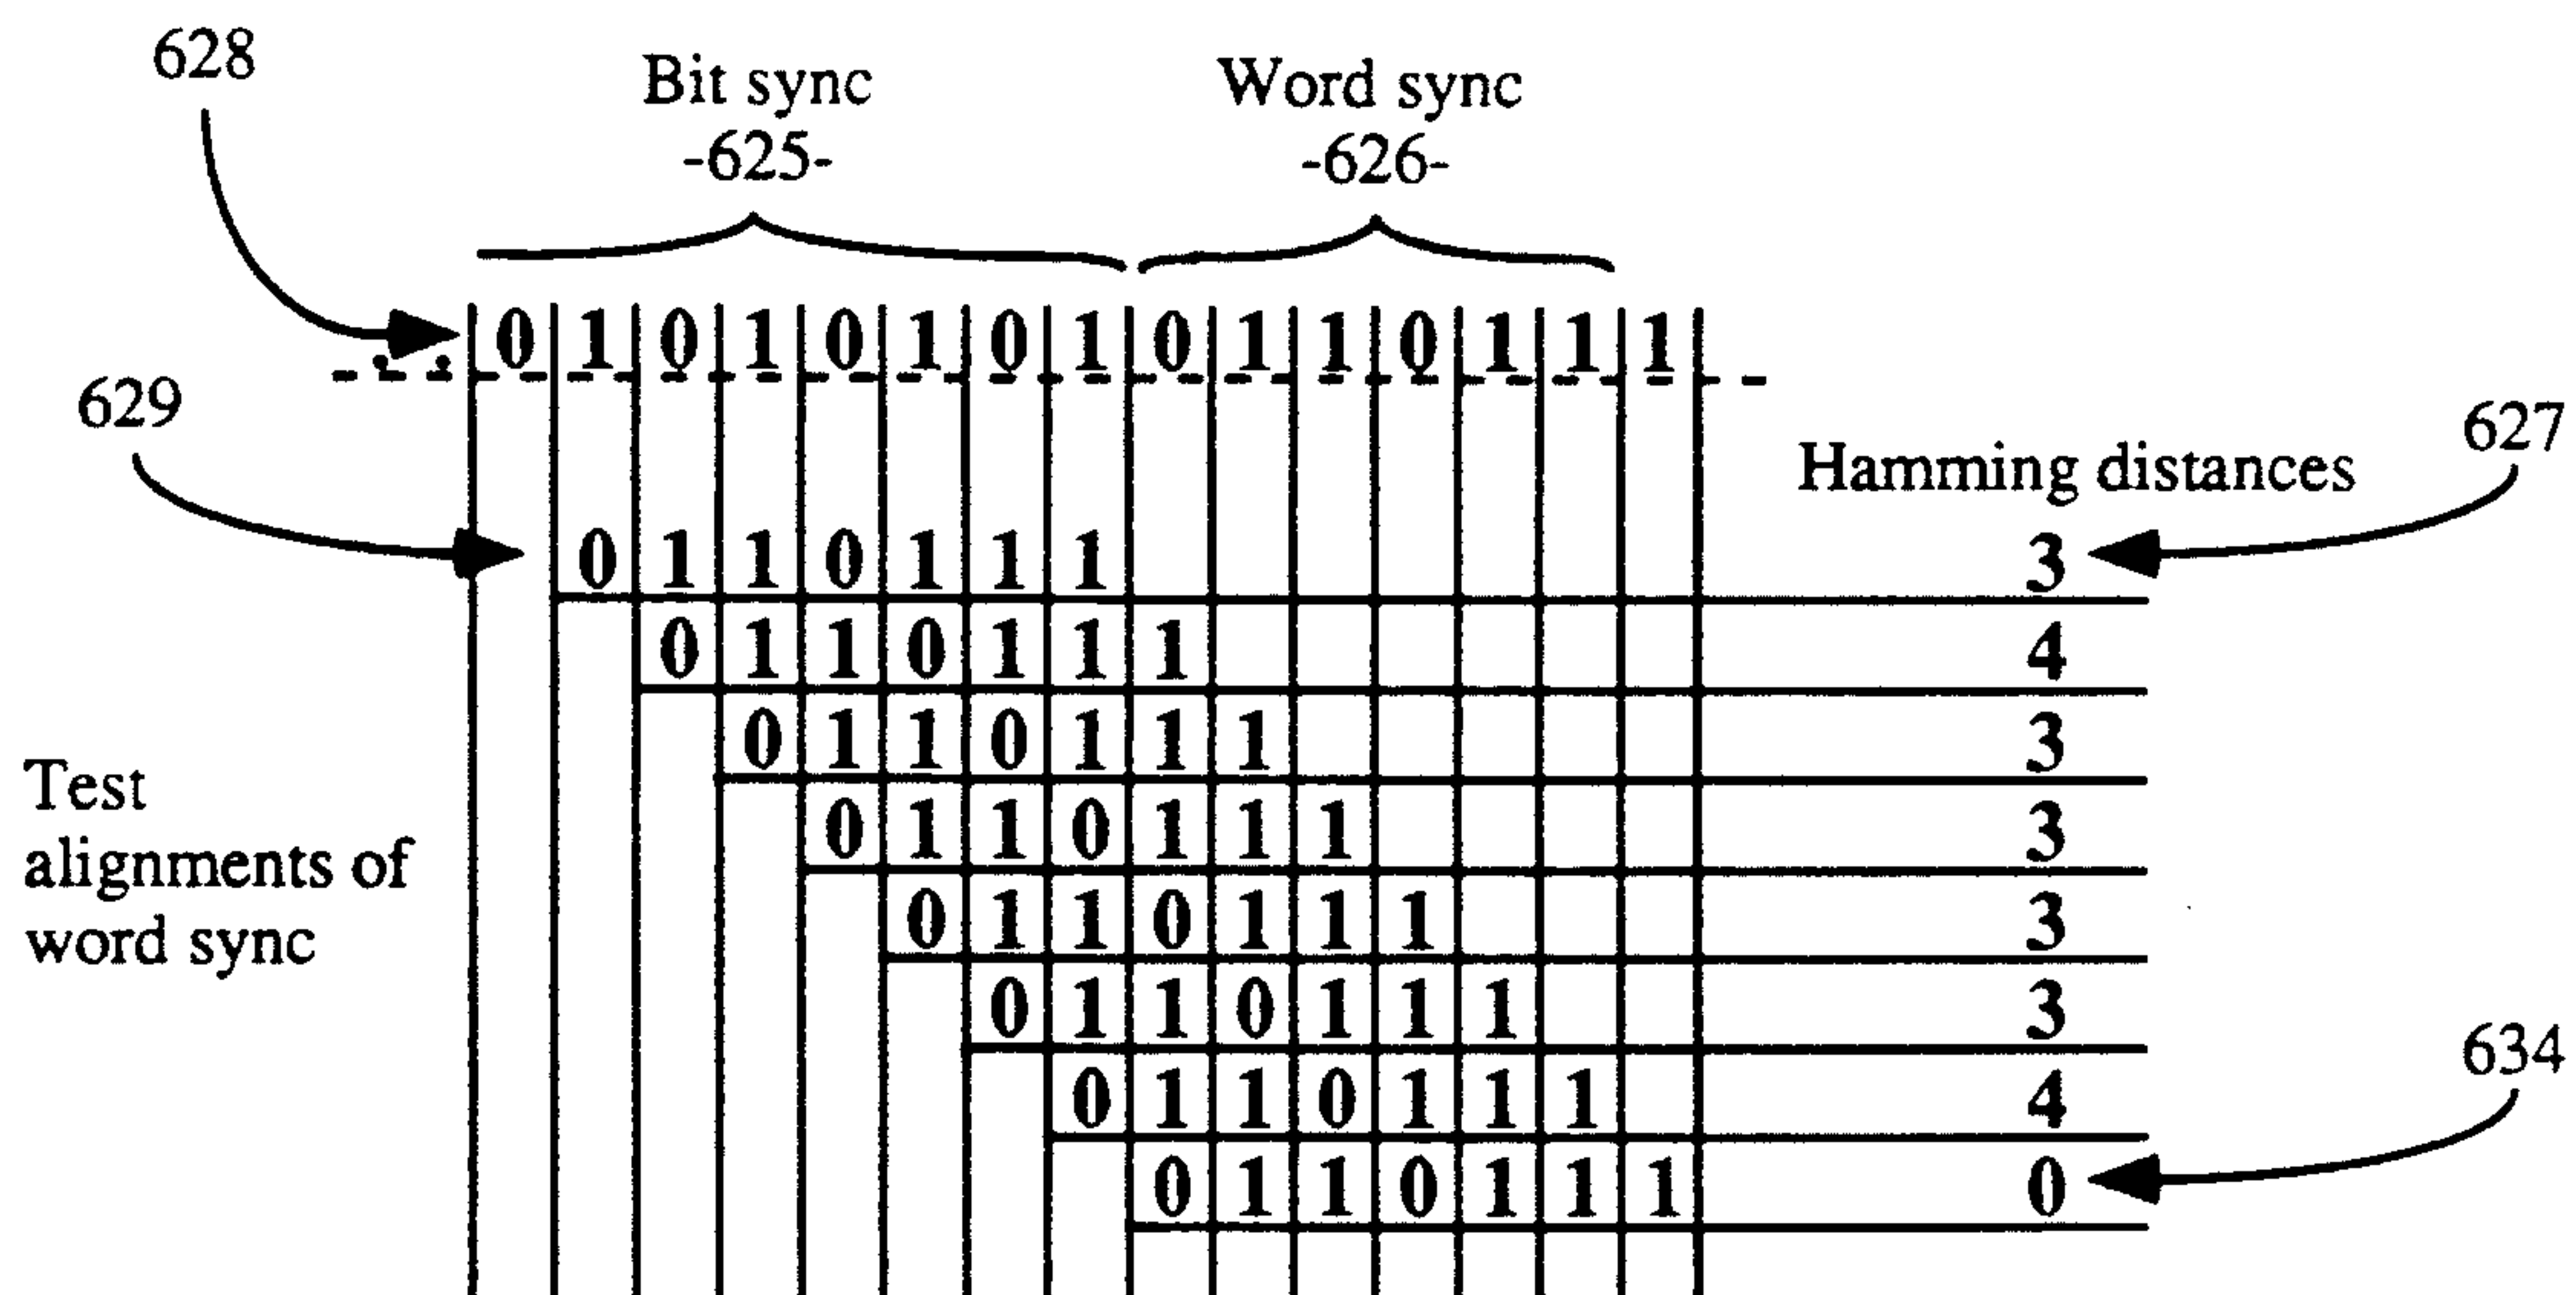 628
Bit sync
-625-
Word sync
-626-
0 1 0 1 0 1 0 1 0 1 1 0 1 1 1
629
627
Hamming distances
0 1 1 0 1 1 1 3
0 1 1 0 1 1 1 4
0 1 1 0 1 1 1 3
Test
alignments of
word sync
0 1 1 0 1 1 1 3
0 1 1 0 1 1 1 3
0 1 1 0 1 1 1 3
634
0 1 1 0 1 1 1 4
0 1 1 0 1 1 1 0